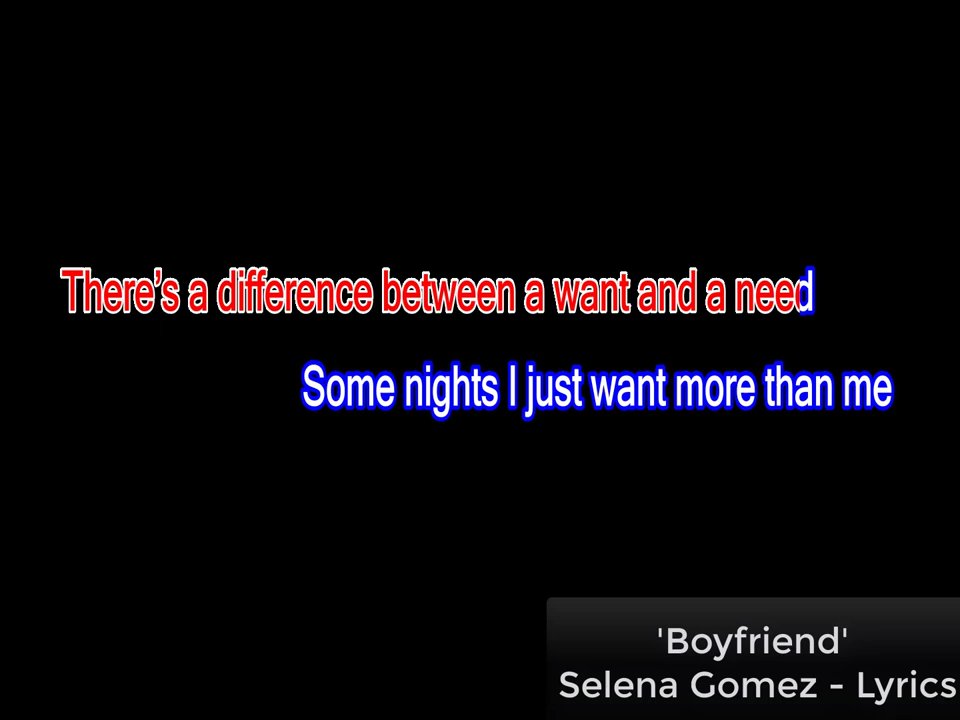 There's a difference between a want and a need
Some nights I just want more than me
'Boyfriend'
Selena Gomez - Lyrics